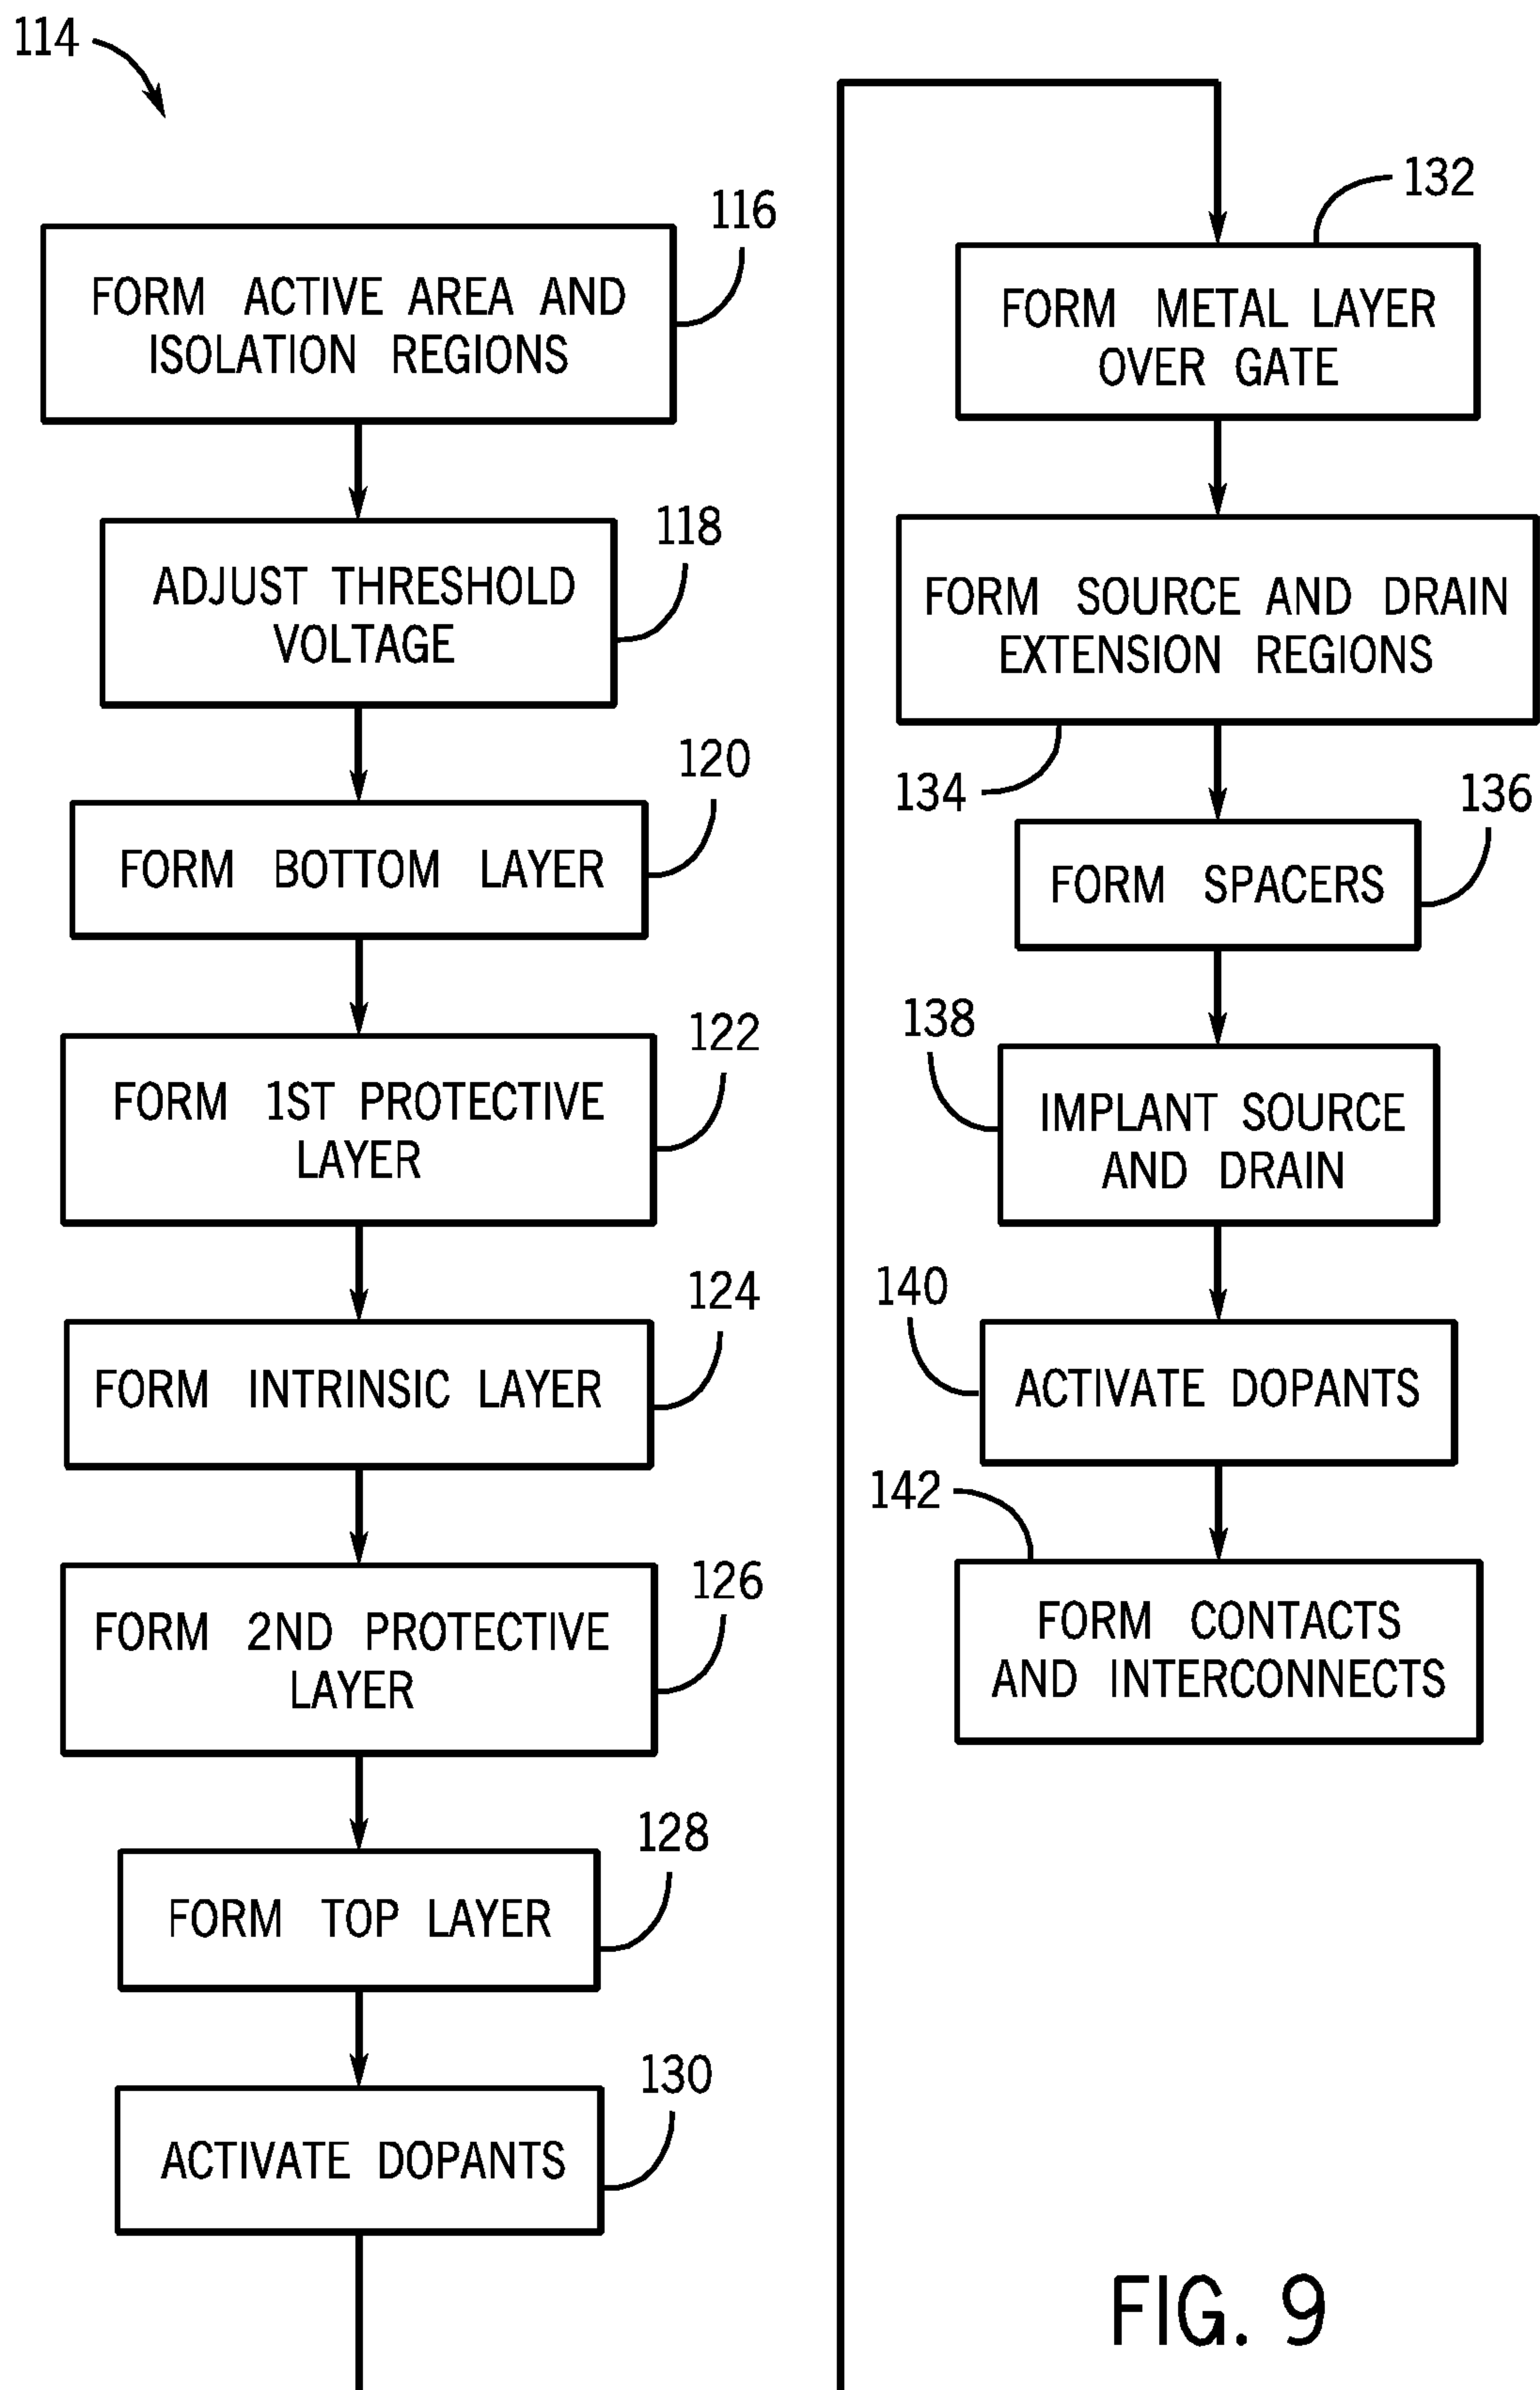 114
116
FORM ACTIVE AREA AND
ISOLATION REGIONS
118
ADJUST THRESHOLD
VOLTAGE
120
FORM BOTTOM LAYER
122
FORM 1ST PROTECTIVE
LAYER
124
FORM INTRINSIC LAYER
126
FORM 2ND PROTECTIVE
LAYER
128
FORM TOP LAYER
130
ACTIVATE DOPANTS
132
FORM METAL LAYER
OVER GATE
FORM SOURCE AND DRAIN
EXTENSION REGIONS
134
136
FORM SPACERS
138
IMPLANT SOURCE
AND DRAIN
140
ACTIVATE DOPANTS
142
FORM CONTACTS
AND INTERCONNECTS
FIG. 9